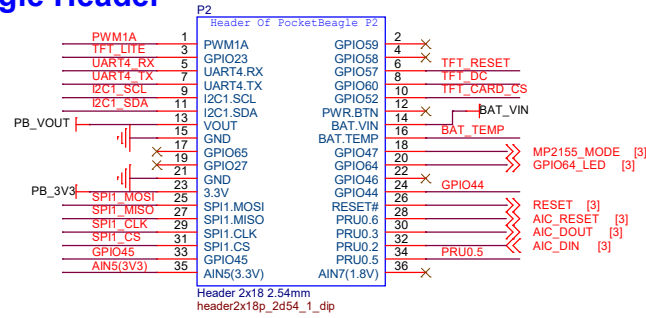 gle Header
P2
Header Of PocketBeagle P2
PWM1A 1 PWM1A GPIO59 2
TFT_LITE 3 GPIO23 GPIO58 4
UART4_RX 5 UART4.RX GPIO57 6 TFT_RESET
UART4_TX 7 UART4.TX GPIO60 8 TFT_DC
I2C1_SCL 9 I2C1.SCL GPIO52 10 TFT_CARD_CS
I2C1_SDA 11 I2C1.SDA PWR.BTN 12
PB_VOUT 13 VOUT BAT.VIN 14 BAT_VIN
15 GND BAT.TEMP 16 BAT_TEMP
17 GPIO65 GPIO47 18 MP2155_MODE [3]
19 GPIO27 GPIO64 20 GPIO64_LED [3]
21 GND GPIO46 22
PB_3V3 23 3.3V GPIO44 24 GPIO44
SPI1_MOSI 25 SPI1.MOSI RESET# 26 RESET [3]
SPI1_MISO 27 SPI1.MISO PRU0.6 28 AIC_RESET [3]
SPI1_CLK 29 SPI1.CLK PRU0.3 30 AIC_DOUT [3]
SPI1_CS 31 SPI1.CS PRU0.2 32 AIC_DIN [3]
GPIO45 33 GPIO45 PRU0.5 34 PRU0.5
AIN5(3V3) 35 AIN5(3.3V) AIN7(1.8V) 36
Header 2x18 2.54mm
header2x18p_2d54_1_dip